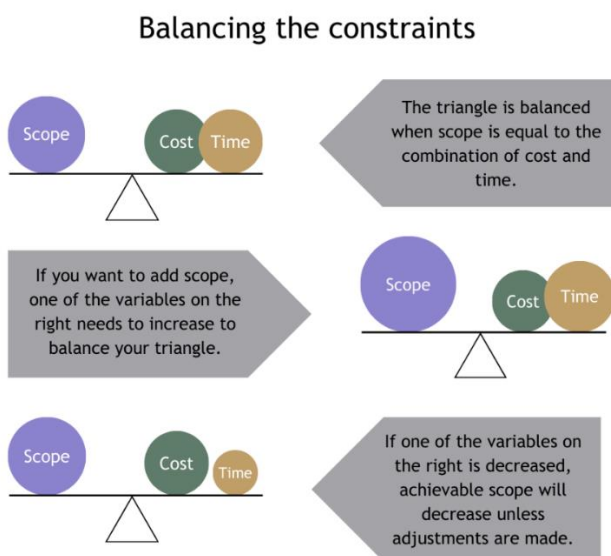 Balancing the constraints
Scope
Cost
Time
The triangle is balanced
when scope is equal to the
combination of cost and
time.
If you want to add scope,
one of the variables on the
right needs to increase to
balance your triangle.
Scope
Cost
Time
Scope
Cost
Time
If one of the variables on
the right is decreased,
achievable scope will
decrease unless
adjustments are made.